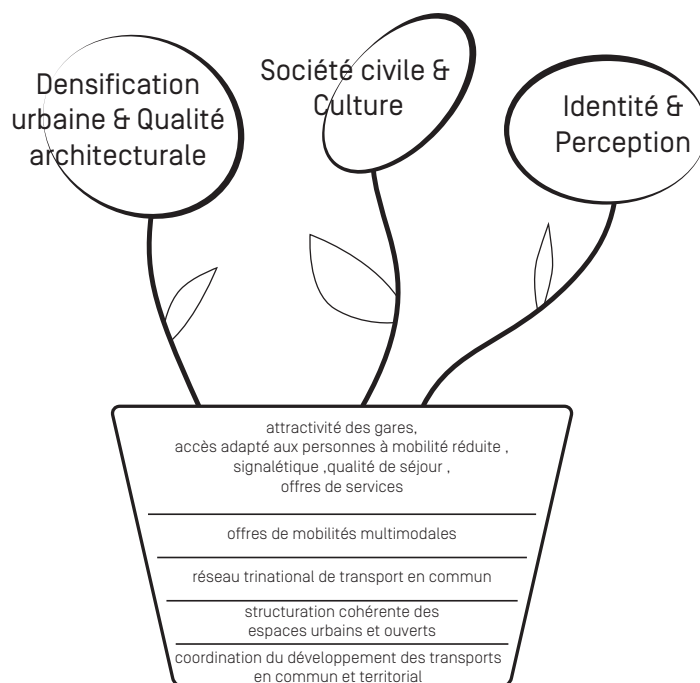 Densification
urbaine & Qualité
architecturale
Société civile &
Culture
Identité &
Perception
attractivité des gares,
accès adapté aux personnes à mobilité réduite ,
signalétique ,qualité de séjour ,
offres de services
offres de mobilités multimodales
réseau trinational de transport en commun
structuration cohérente des
espaces urbains et ouverts
coordination du développement des transports
en commun et territorial